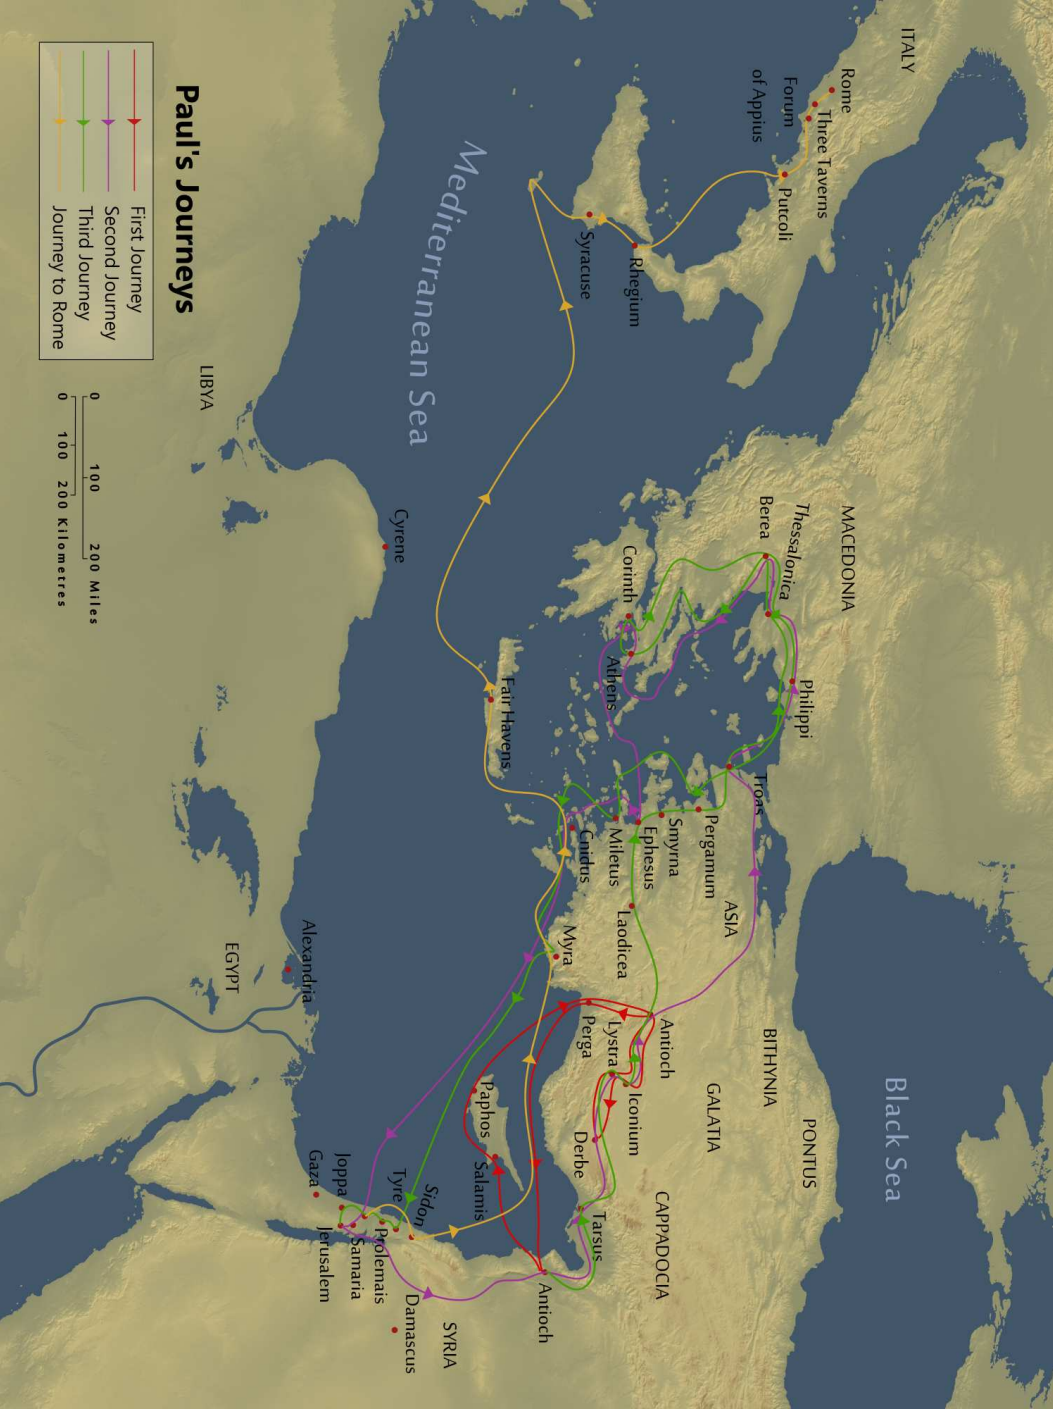 ITALY
Rome
Three Taverns
Forum
of Appius
Putcoli
Rhegium
Syracuse
Mediterranean Sea
MACEDONIA
Thessalonica
Berea
Philippi
Corinth
Athens
Fair Havens
Cyrene
LIBYA
Black Sea
Troas
Pergamum
Smyrna
Ephesus
Miletus
Cnidus
ASIA
Laodicea
Myra
BITHYNIA
PONTUS
GALATIA
CAPPADOCIA
Antioch
Iconium
Lystra
Perga
Derbe
Tarsus
Paphos
Salamis
Antioch
SYRIA
Damascus
Sidon
Tyre
Ptolemais
Samaria
Joppa
Jerusalem
Gaza
Alexandria
EGYPT
Paul's Journeys
First Journey
Second Journey
Third Journey
Journey to Rome
0 100 200 Miles
0 100 200 Kilometres